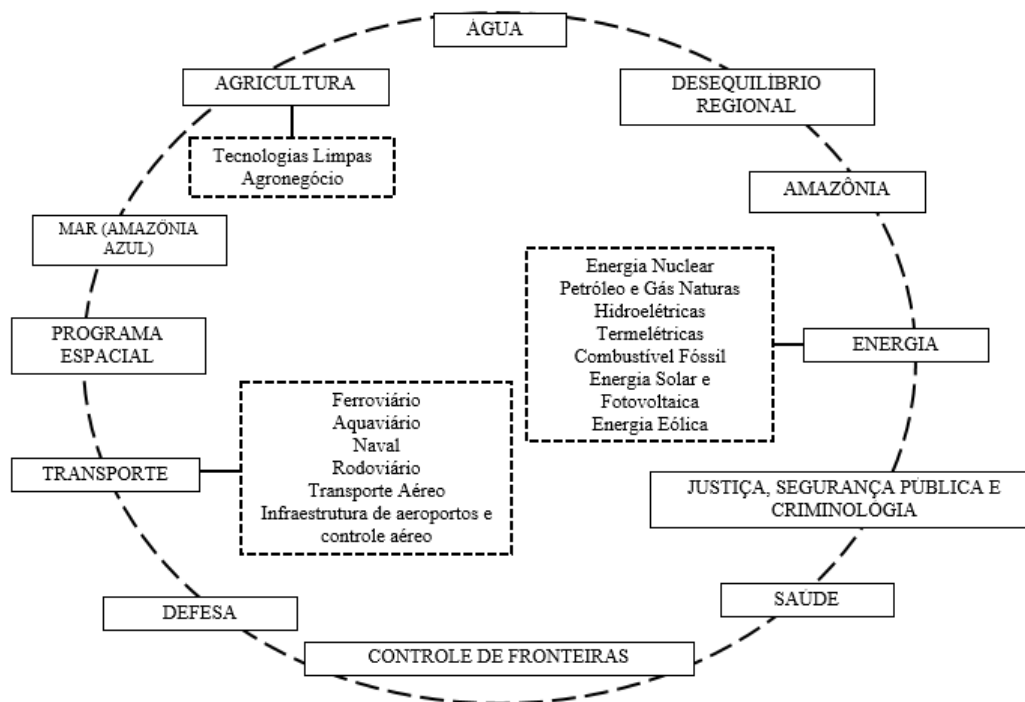 ÁGUA
AGRICULTURA
DESEQUILÍBRIO
REGIONAL
Tecnologias Limpas
Agronegócio
AMAZÔNIA
MAR (AMAZÔNIA
AZUL)
Energia Nuclear
Petróleo e Gás Naturas
Hidroelétricas
Termelétricas
Combustível Fóssil
Energia Solar e
Fotovoltaica
Energia Eólica
ENERGIA
PROGRAMA
ESPACIAL
Ferroviário
Aquaviário
Naval
Rodoviário
Transporte Aéreo
Infraestrutura de aeroportos e
controle aéreo
TRANSPORTE
JUSTIÇA, SEGURANÇA PÚBLICA E
CRIMINOLÓGIA
DEFESA
SAÚDE
CONTROLE DE FRONTEIRAS